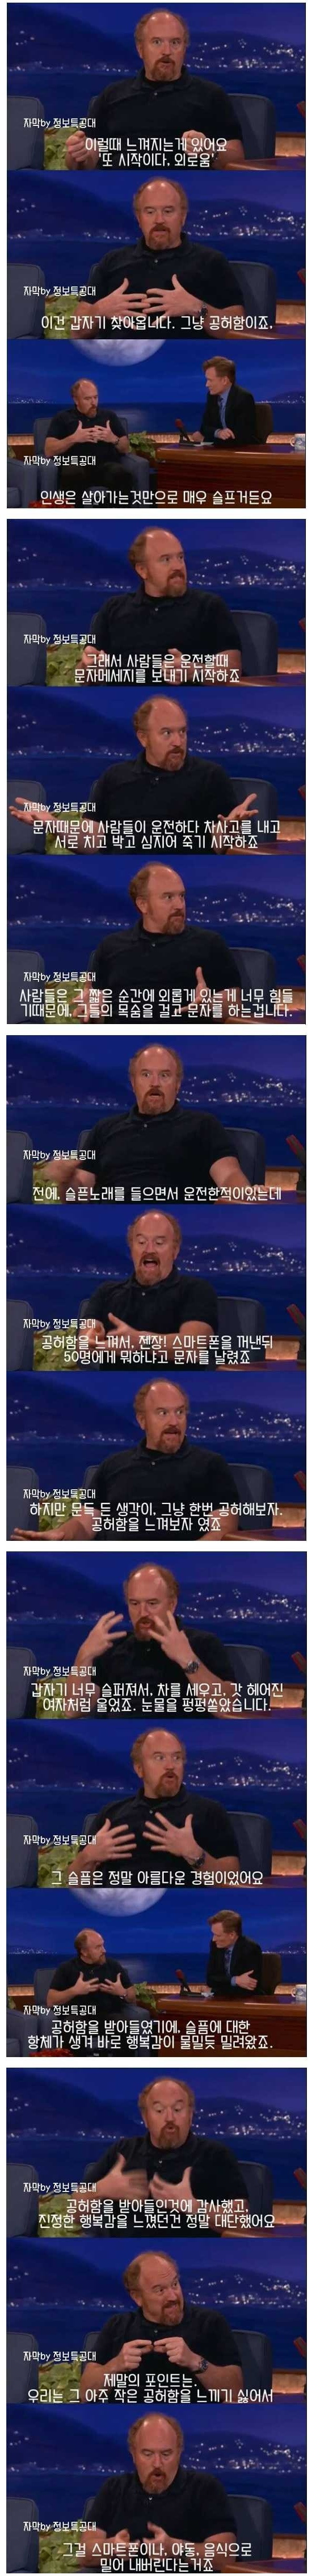 자막by 정보특공대
이럴때 느껴지는게 있어요
'또 시작이다, 외로움'
자막by 정보특공대
이건 갑자기 찾아옵니다. 그냥 공허함이죠,
자막by 정보특공대
인생은 살아가는것만으로 매우 슬프거든요
자막by 정보특공대
그래서 사람들은 운전할때
문자메세지를 보내기 시작하죠
자막by 정보특공대
문자때문에 사람들이 운전하다 차사고를 내고
서로 치고 박고 심지어 죽기 시작하죠
자막by 정보특공대
사람들은 그 짧은 순간에 외롭게 있는게 너무 힘들
기때문에, 그들의 목숨을 걸고 문자를 하는겁니다.
자막by 정보특공대
전에, 슬픈노래를 들으면서 운전한적이있는데
자막by 정보특공대
공허함을 느껴서, 젠장! 스마트폰을 꺼낸뒤
50명에게 뭐하냐고 문자를 날렸죠
자막by 정보특공대
하지만 문득 든 생각이, 그냥 한번 공허해보자.
공허함을 느껴보자 였죠
자막by 정보특공대
갑자기 너무 슬퍼져서, 차를 세우고, 갓 헤어진
여자처럼 울었죠. 눈물을 펑펑쏟았습니다.
자막by 정보특공대
그 슬픔은 정말 아름다운 경험이었어요
자막by 정보특공대
공허함을 받아들였기에, 슬픔에 대한
항체가 생겨 바로 행복감이 물밀듯 밀려왔죠.
자막by 정보특공대
공허함을 받아들인것에 감사했고,
진정한 행복감을 느꼈던건 정말 대단했어요
자막by 정보특공대
제말의 포인트는,
우리는 그 아주 작은 공허함을 느끼기 싫어서
자막by 정보특공대
그걸 스마트폰이나, 야동, 음식으로
밀어 내버린다는거죠